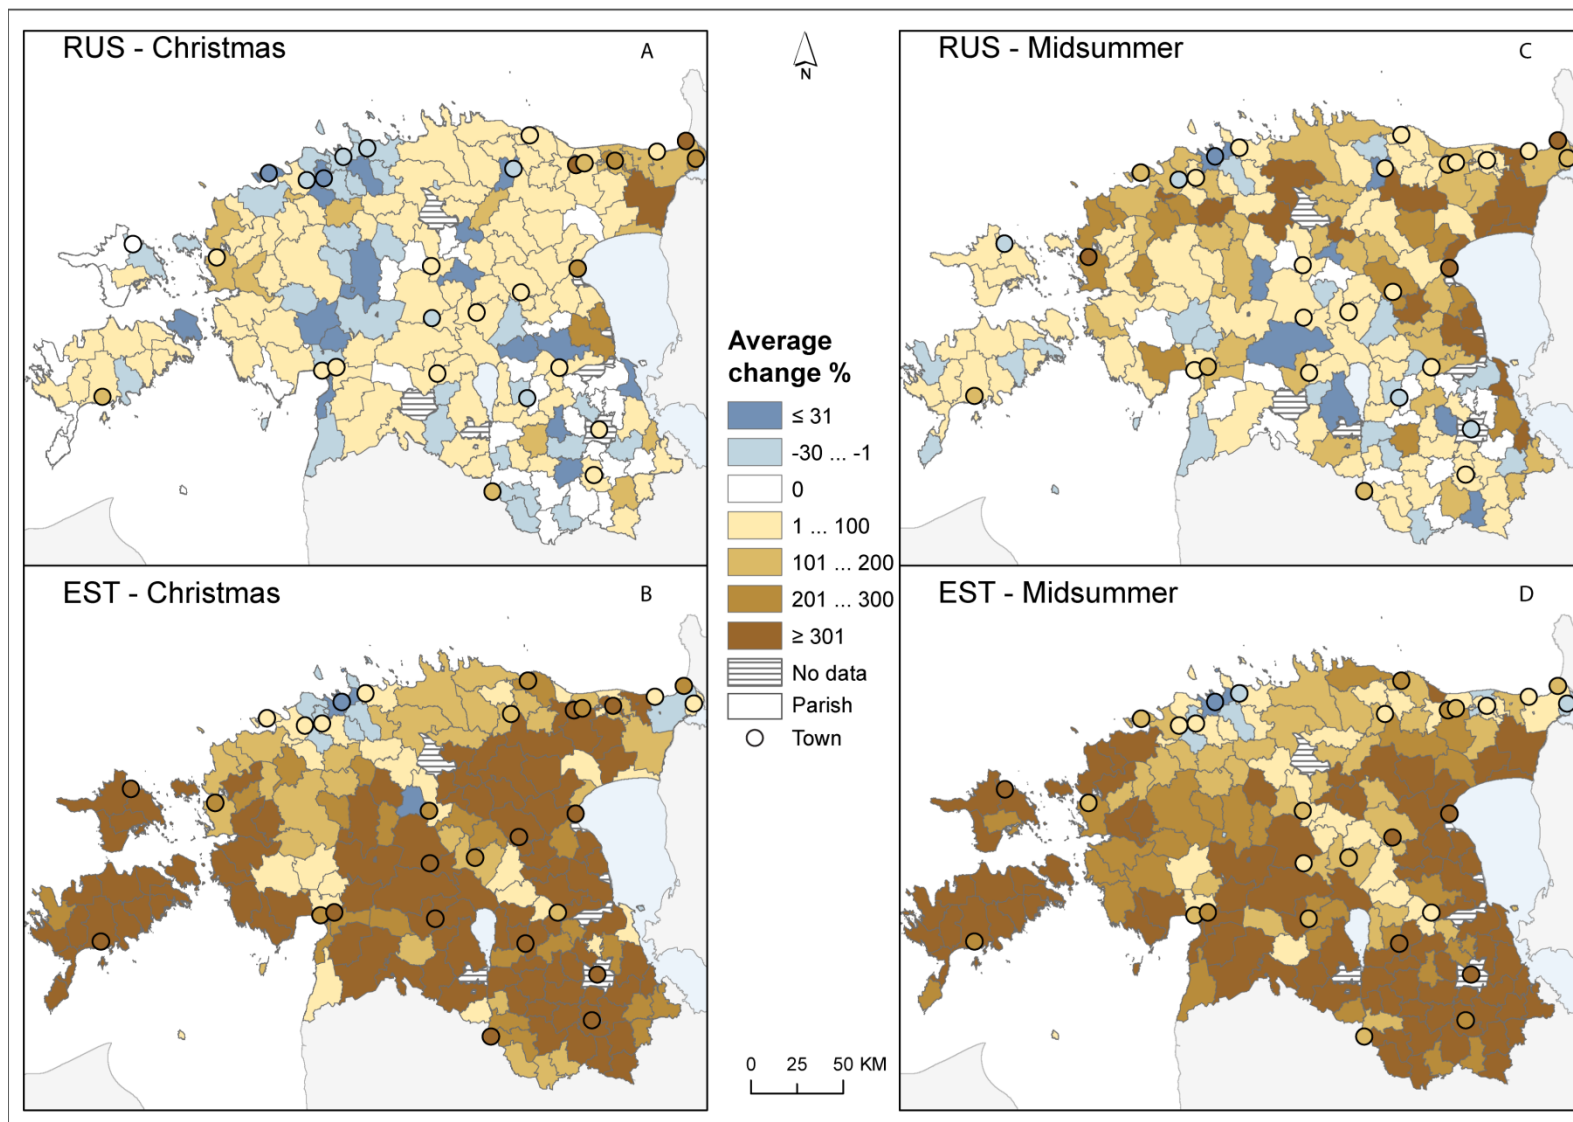 RUS - Christmas
A
N
RUS - Midsummer
C
Average
change %
≤ 31
-30 ... -1
0
1 ... 100
101 ... 200
201 ... 300
≥ 301
No data
Parish
Town
EST - Christmas
B
EST - Midsummer
D
0 25 50 KM